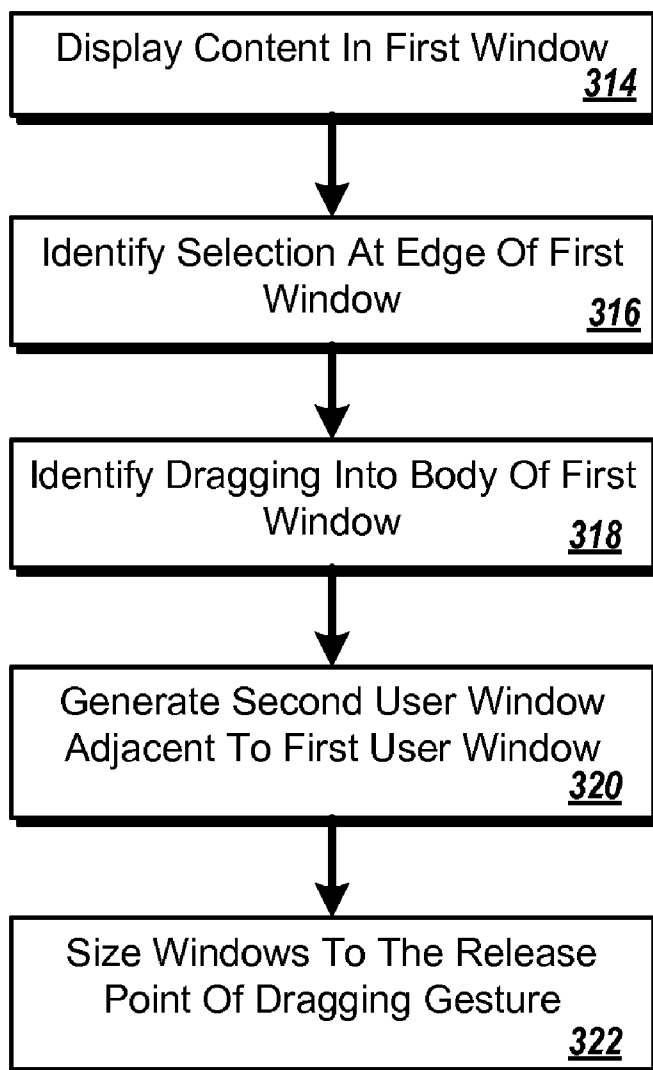 Display Content In First Window
314
Identify Selection At Edge Of First
Window
316
Identify Dragging Into Body Of First
Window
318
Generate Second User Window
Adjacent To First User Window
320
Size Windows To The Release
Point Of Dragging Gesture
322